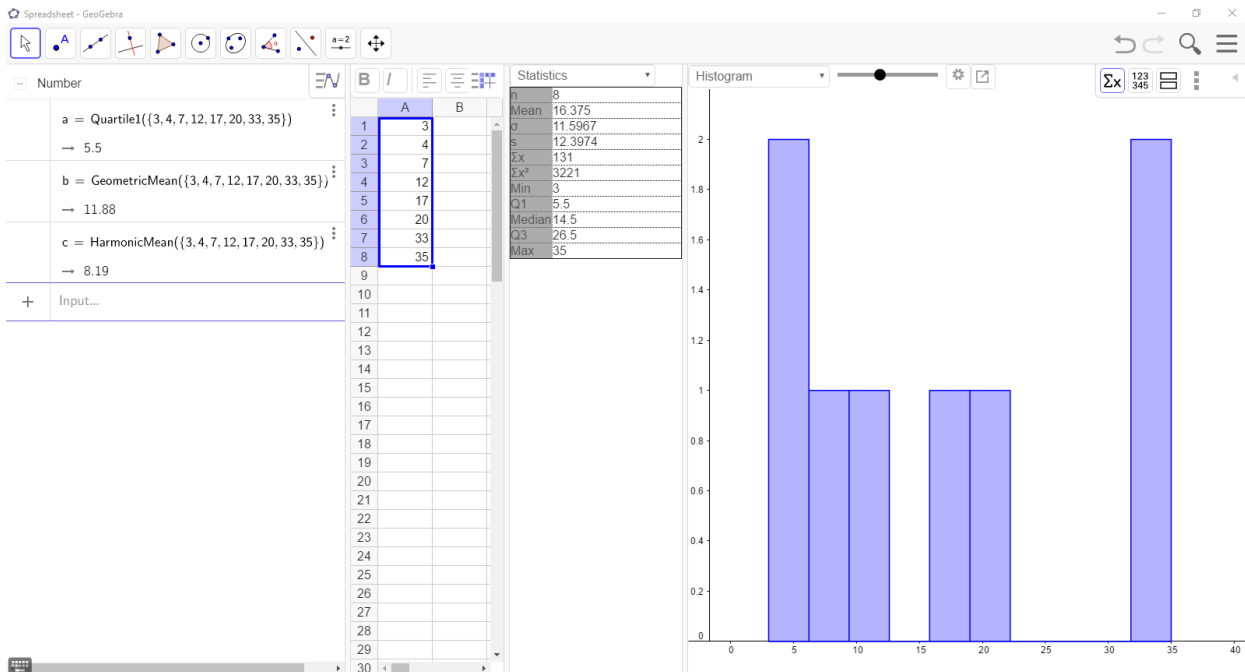 Spreadsheet - GeoGebra
A
a=2
Number
a = Quartile1({3, 4, 7, 12, 17, 20, 33, 35})
→ 5.5
b = GeometricMean({3, 4, 7, 12, 17, 20, 33, 35})
→ 11.88
c = HarmonicMean({3, 4, 7, 12, 17, 20, 33, 35})
→ 8.19
+ Input...
B I
A B
1 3
2 4
3 7
4 12
5 17
6 20
7 33
8 35
9
10
11
12
13
14
15
16
17
18
19
20
21
22
23
24
25
26
27
28
29
30
Statistics
n 8
Mean 16.375
σ 11.5967
s 12.3974
Σx 131
Σx² 3221
Min 3
Q1 5.5
Median 14.5
Q3 26.5
Max 35
Histogram
Σx
123
345
2
1.8
1.6
1.4
1.2
1
0.8
0.6
0.4
0.2
0
0 5 10 15 20 25 30 35 40